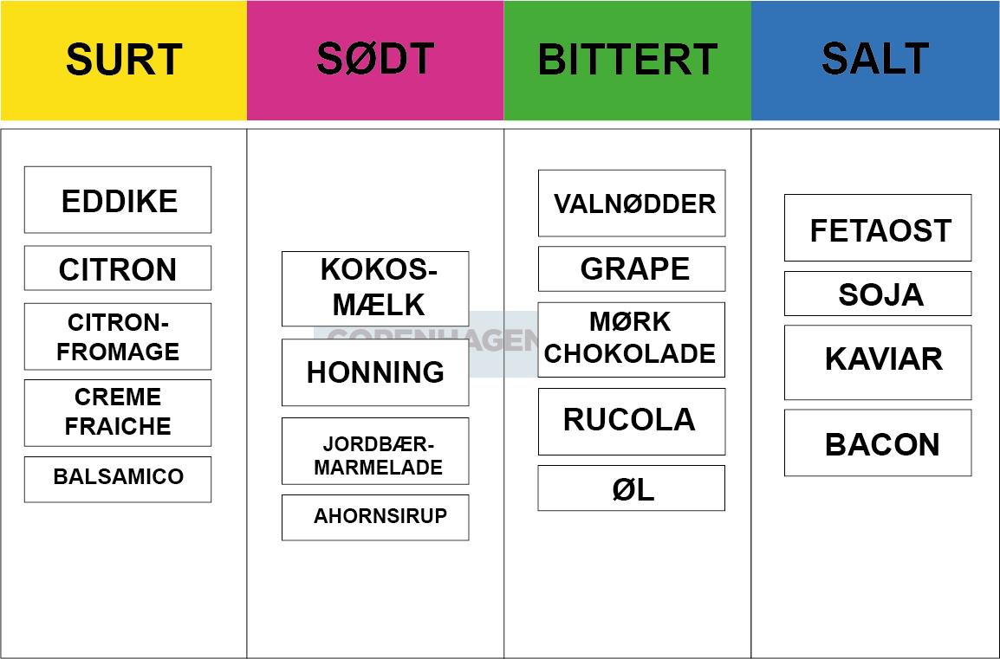 SURT
SØDT
BITTERT
SALT
EDDIKE
CITRON
CITRON-
FROMAGE
CREME
FRAICHE
BALSAMICO
KOKOS-
MÆLK
HONNING
JORDBÆR-
MARMELADE
AHORNSIRUP
VALNØDDER
GRAPE
MØRK
CHOKOLADE
RUCOLA
ØL
FETAOST
SOJA
KAVIAR
BACON
COPENHAGEN